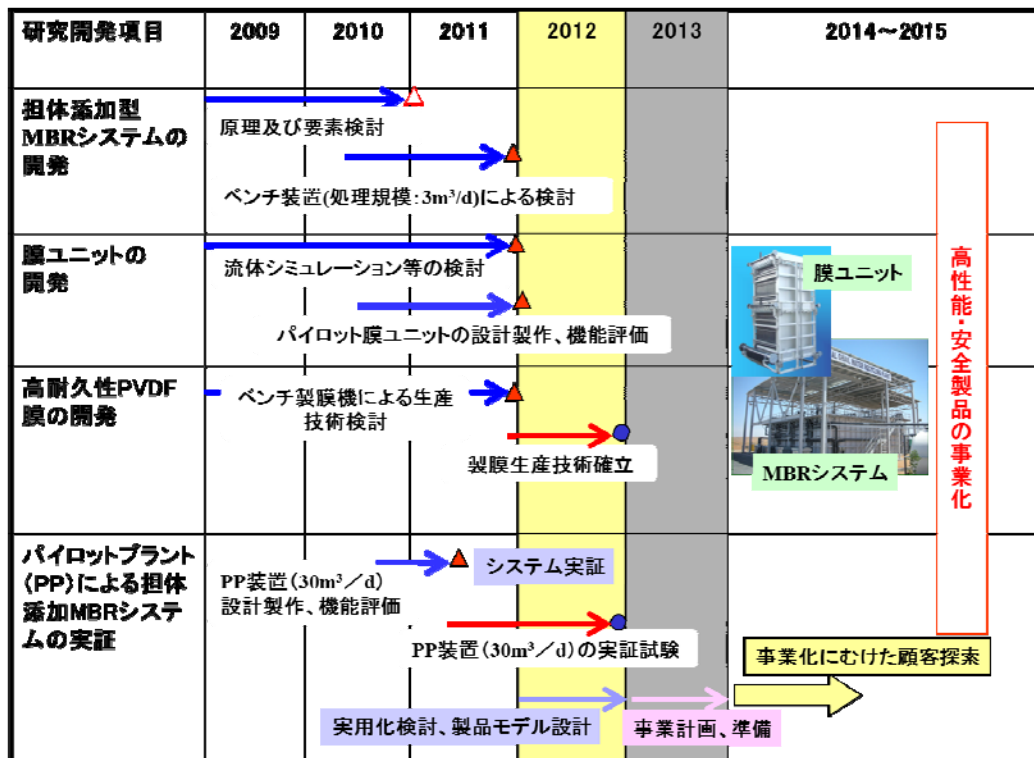 研究開発項目
2009
2010
2011
2012
2013
2014～2015
担体添加型
MBRシステムの
開発
原理及び要素検討
ベンチ装置(処理規模：3m³/d)による検討
膜ユニットの
開発
流体シミュレーション等の検討
パイロット膜ユニットの設計製作、機能評価
高耐久性PVDF
膜の開発
ベンチ製膜機による生産
技術検討
製膜生産技術確立
パイロットプラント
(PP)による担体
添加MBRシステ
ムの実証
PP装置（30m³／d）
設計製作、機能評価
システム実証
PP装置（30m³／d）の実証試験
実用化検討、製品モデル設計
事業計画、準備
膜ユニット
MBRシステム
高性能・安全製品の事業化
事業化にむけた顧客探索